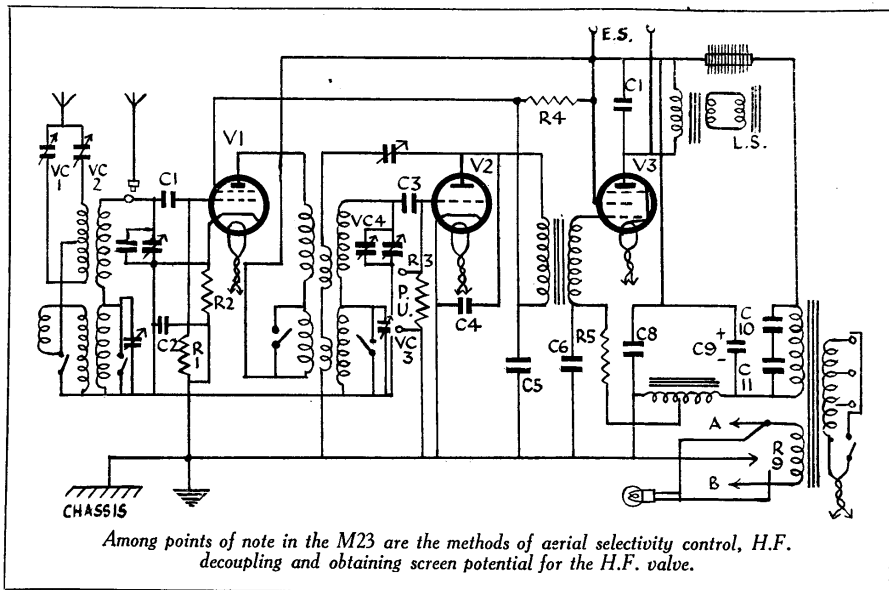 E.S.
C1
R4
L.S.
V1
V2
V3
VC
1
VC
2
C1
C3
VC4
R3
P.U.
VC
3
R2
C2
R
1
C4
C5
C6
R5
C8
+
C9
-
C
10
C
11
A
B
R
9
CHASSIS
Among points of note in the M23 are the methods of aerial selectivity control, H.F.
decoupling and obtaining screen potential for the H.F. valve.